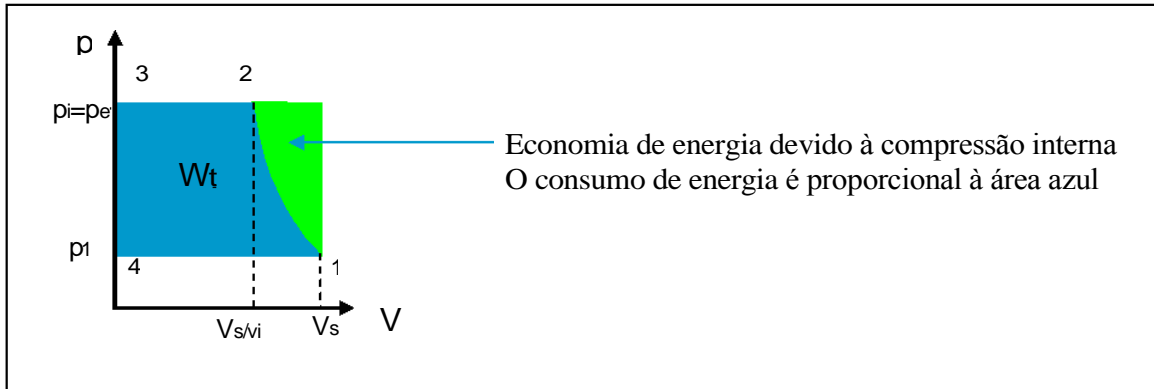 p
3 2
pi=pe
Wt
Economia de energia devido à compressão interna
O consumo de energia é proporcional à área azul
p1
4 1
Vs/vi Vs V